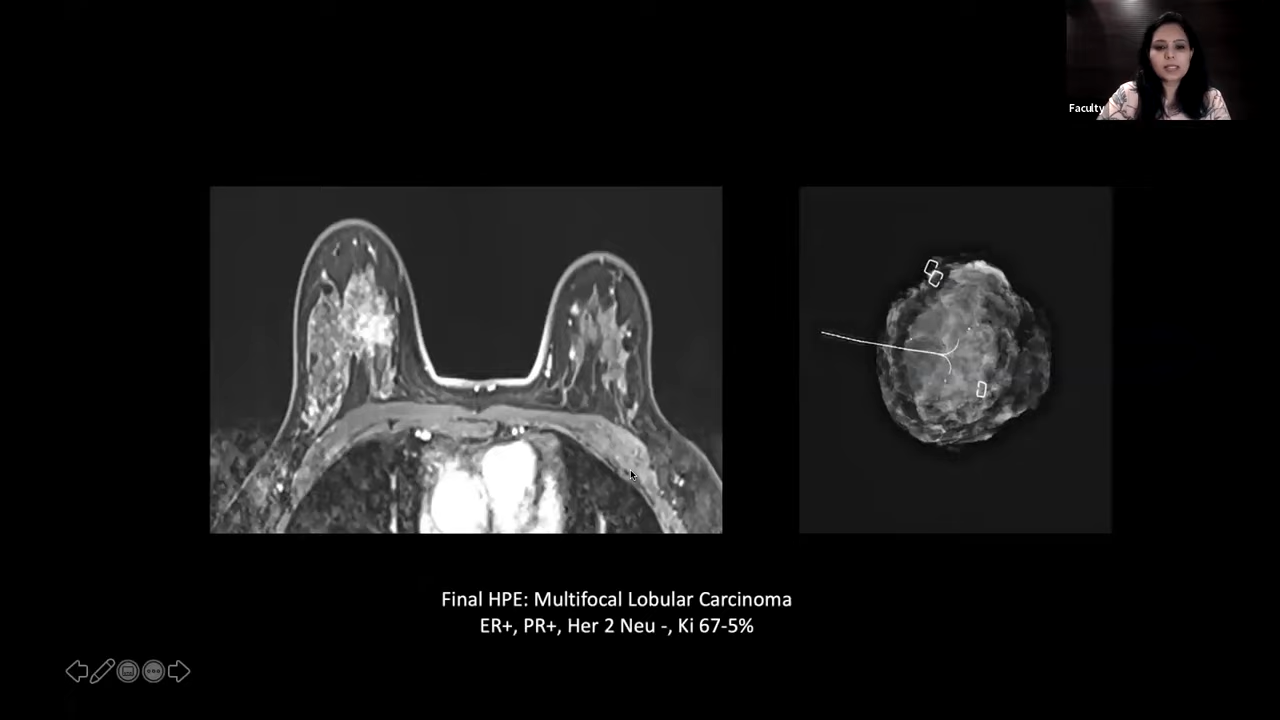 Faculty
Final HPE: Multifocal Lobular Carcinoma
ER+, PR+, Her 2 Neu -, Ki 67-5%